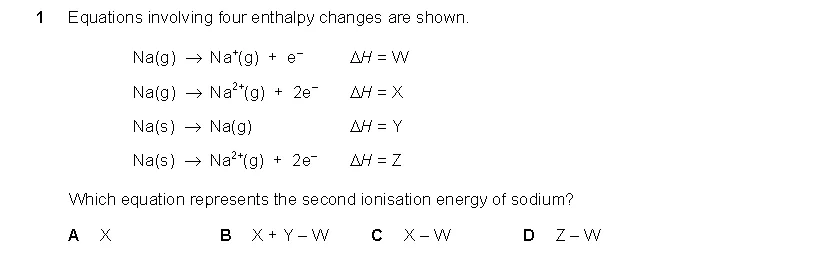 1 Equations involving four enthalpy changes are shown.
Na(g) → Na⁺(g) + e⁻ ΔH = W
Na(g) → Na²⁺(g) + 2e⁻ ΔH = X
Na(s) → Na(g) ΔH = Y
Na(s) → Na²⁺(g) + 2e⁻ ΔH = Z
Which equation represents the second ionisation energy of sodium?
A X B X + Y – W C X – W D Z – W